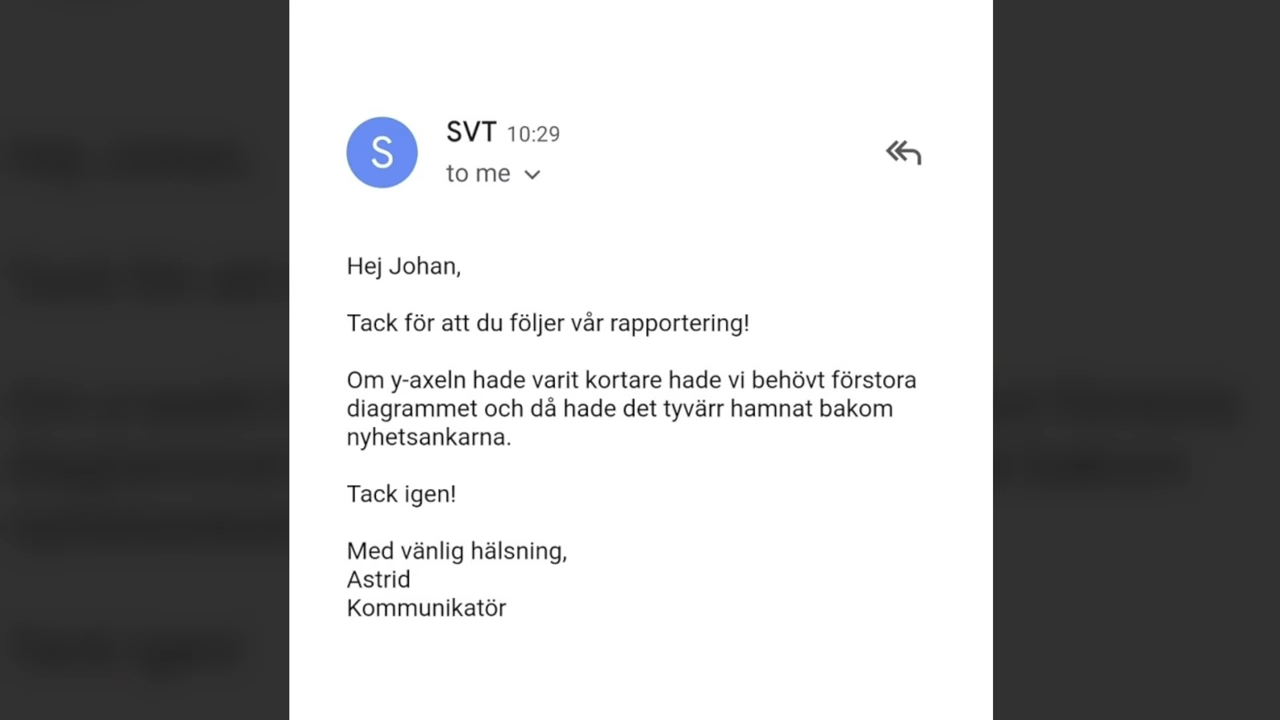 S
SVT 10:29
to me
Hej Johan,
Tack för att du följer vår rapportering!
Om y-axeln hade varit kortare hade vi behövt förstora
diagrammet och då hade det tyvärr hamnat bakom
nyhetsankarna.
Tack igen!
Med vänlig hälsning,
Astrid
Kommunikatör